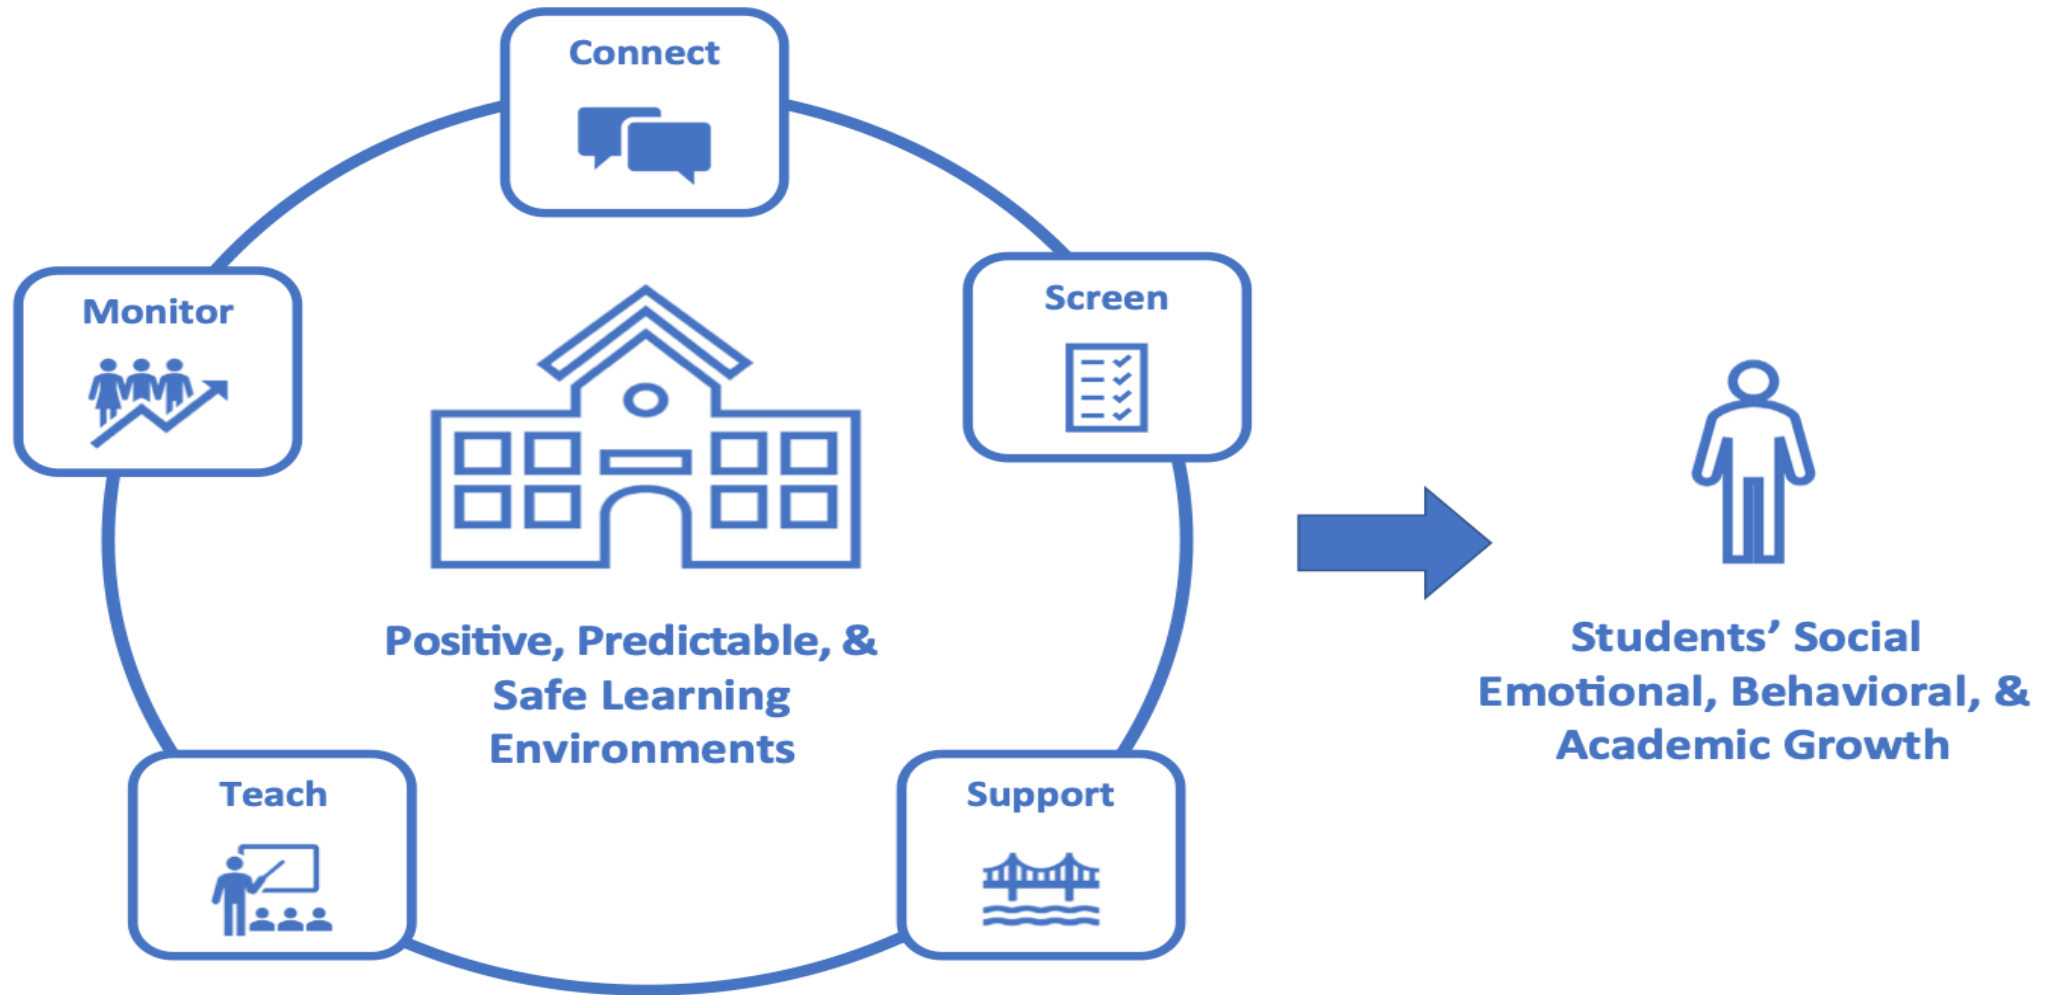 Connect
Monitor
Screen
Positive, Predictable, &
Safe Learning
Environments
Students’ Social
Emotional, Behavioral, &
Academic Growth
Teach
Support